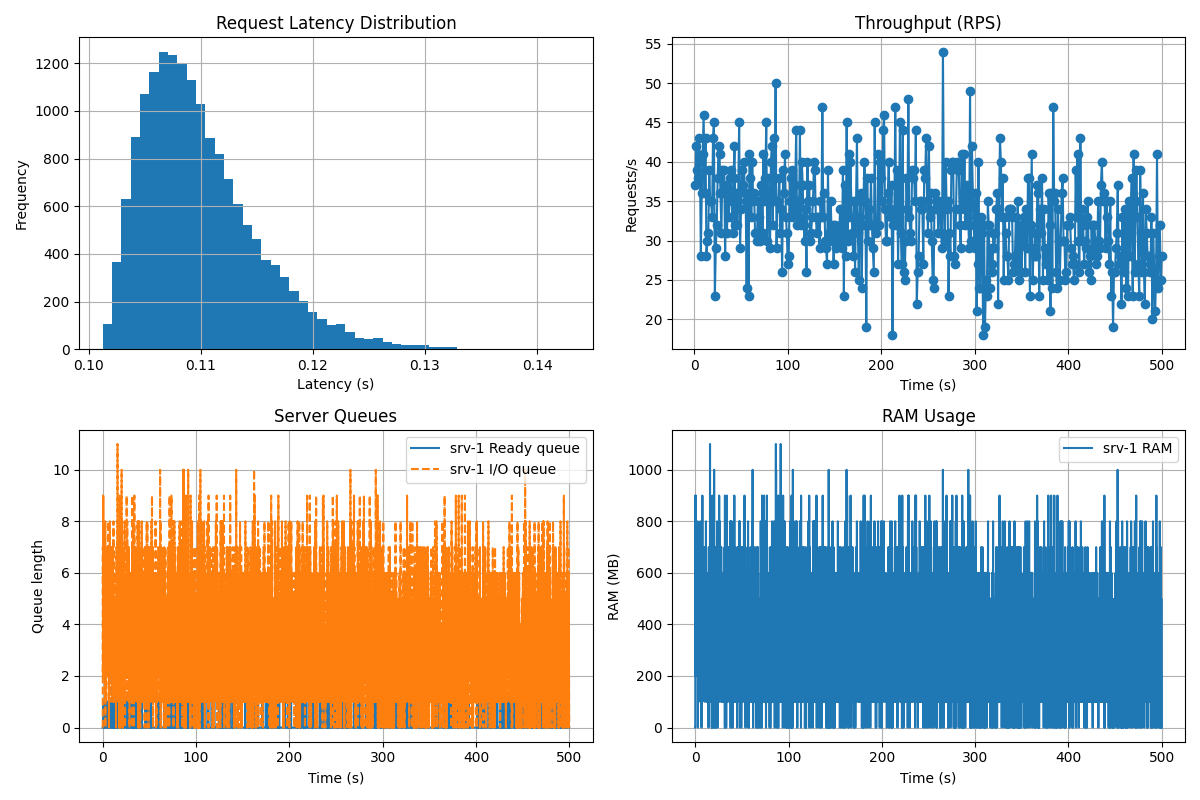 Request Latency Distribution
Frequency
1200
1000
800
600
400
200
0
0.10 0.11 0.12 0.13 0.14
Latency (s)
Throughput (RPS)
Requests/s
55
50
45
40
35
30
25
20
0 100 200 300 400 500
Time (s)
Server Queues
srv-1 Ready queue
srv-1 I/O queue
Queue length
10
8
6
4
2
0
0 100 200 300 400 500
Time (s)
RAM Usage
srv-1 RAM
RAM (MB)
1000
800
600
400
200
0
0 100 200 300 400 500
Time (s)